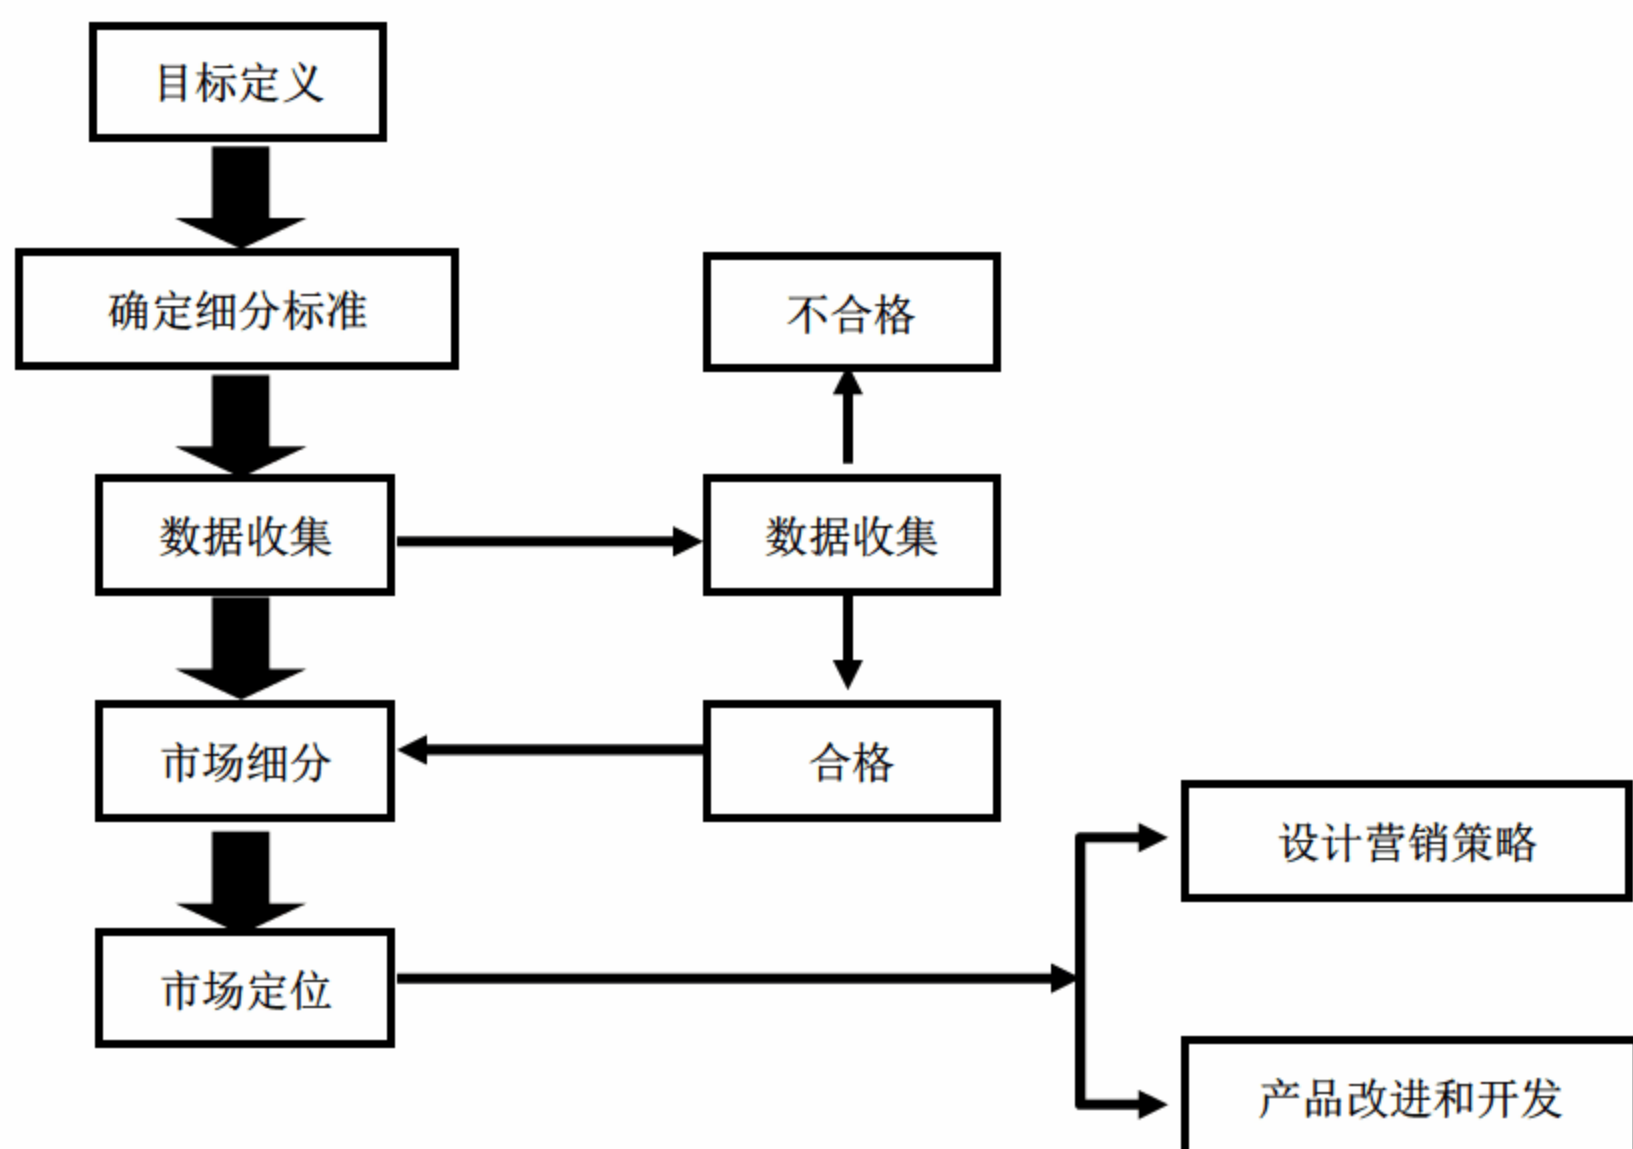 目标定义
确定细分标准
不合格
数据收集
数据收集
市场细分
合格
设计营销策略
市场定位
产品改进和开发